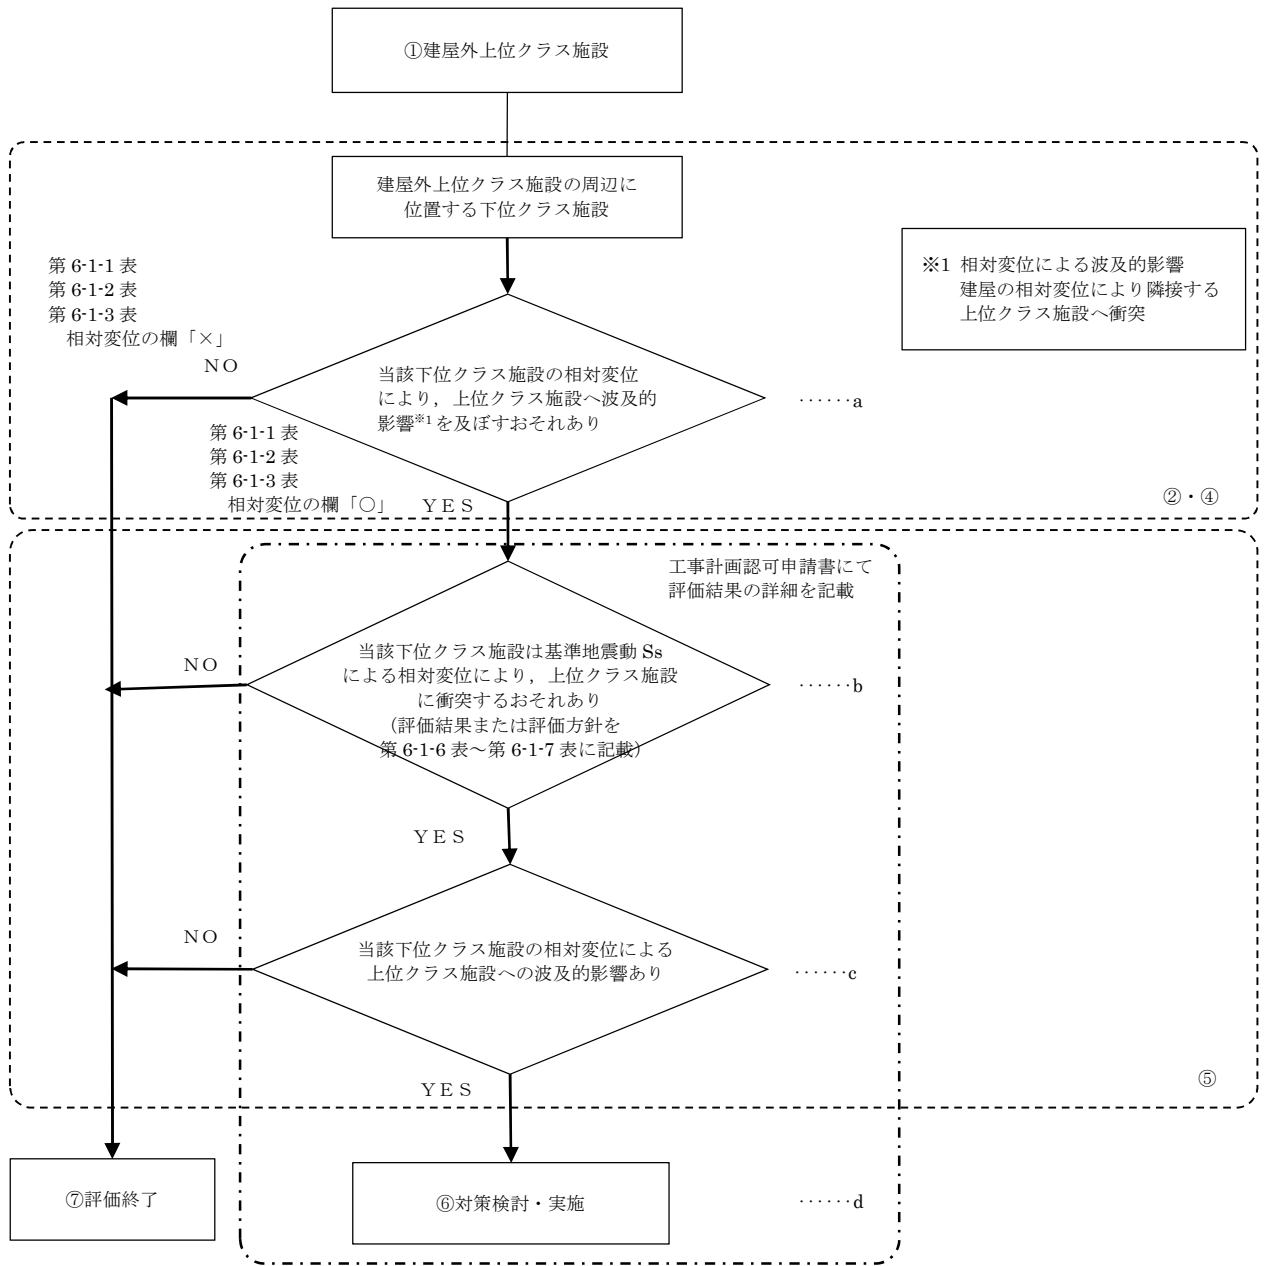 ①建屋外上位クラス施設
建屋外上位クラス施設の周辺に
位置する下位クラス施設
※1 相対変位による波及的影響
建屋の相対変位により隣接する
上位クラス施設へ衝突
第 6-1-1 表
第 6-1-2 表
第 6-1-3 表
相対変位の欄「×」
NO
当該下位クラス施設の相対変位
により，上位クラス施設へ波及的
影響※1を及ぼすおそれあり
……a
第 6-1-1 表
第 6-1-2 表
第 6-1-3 表
相対変位の欄「○」
YES
②・④
工事計画認可申請書にて
評価結果の詳細を記載
当該下位クラス施設は基準地震動 Ss
による相対変位により，上位クラス施設
に衝突するおそれあり
（評価結果または評価方針を
第 6-1-6 表～第 6-1-7 表に記載）
NO
……b
YES
NO
当該下位クラス施設の相対変位による
上位クラス施設への波及的影響あり
……c
YES
⑤
⑦評価終了
⑥対策検討・実施
……d